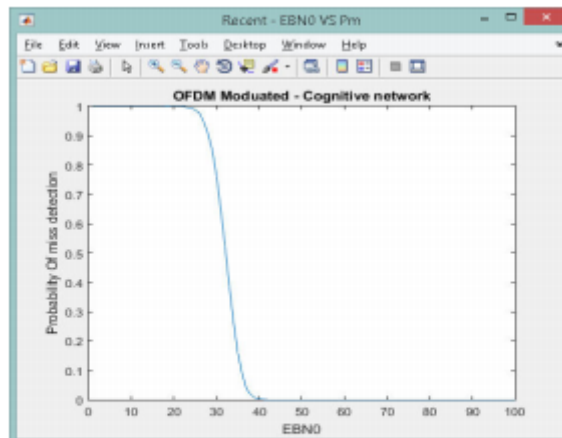 Recent - EBN0 VS Pm
File Edit View Insert Tools Desktop Window Help
OFDM Moduated - Cognitive network
1
0.9
0.8
0.7
0.6
0.5
0.4
0.3
0.2
0.1
0
Probability Of miss detection
0 10 20 30 40 50 60 70 80 90 100
EBN0